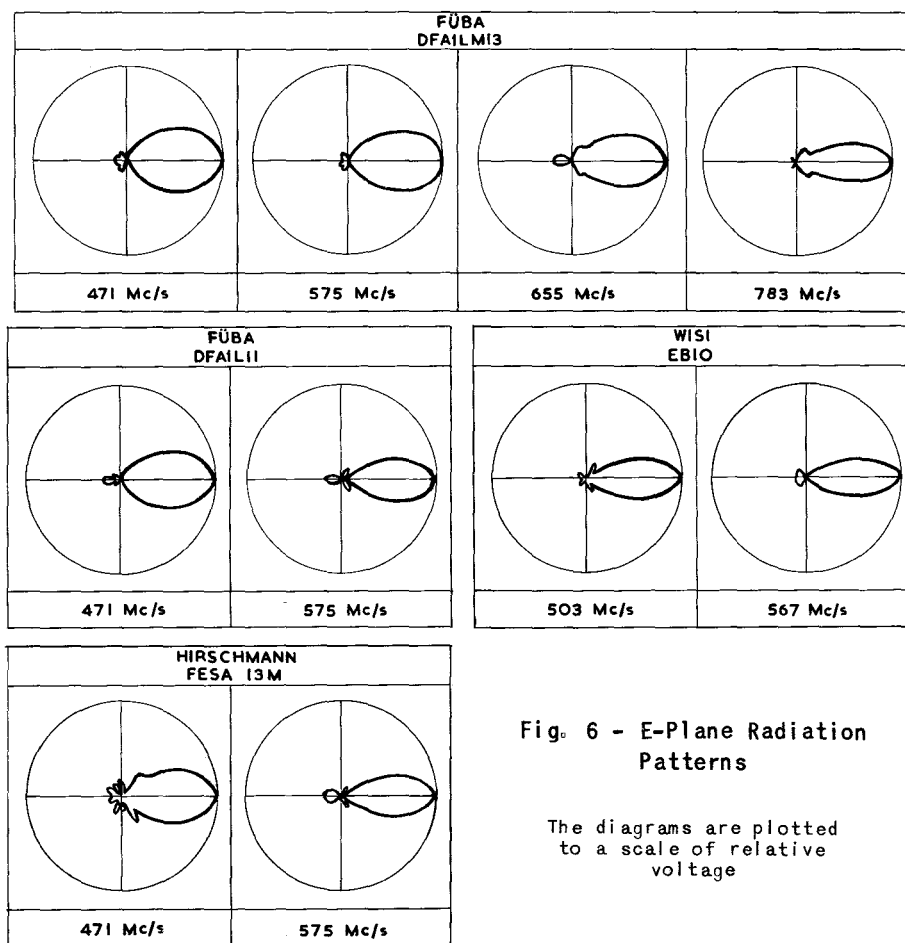 FÜBA
DFA1LM13
471 Mc/s
575 Mc/s
655 Mc/s
783 Mc/s
FÜBA
DFA1L11
471 Mc/s
575 Mc/s
WISI
EB10
503 Mc/s
567 Mc/s
HIRSCHMANN
FESA 13M
471 Mc/s
575 Mc/s
Fig. 6 - E-Plane Radiation
Patterns
The diagrams are plotted
to a scale of relative
voltage